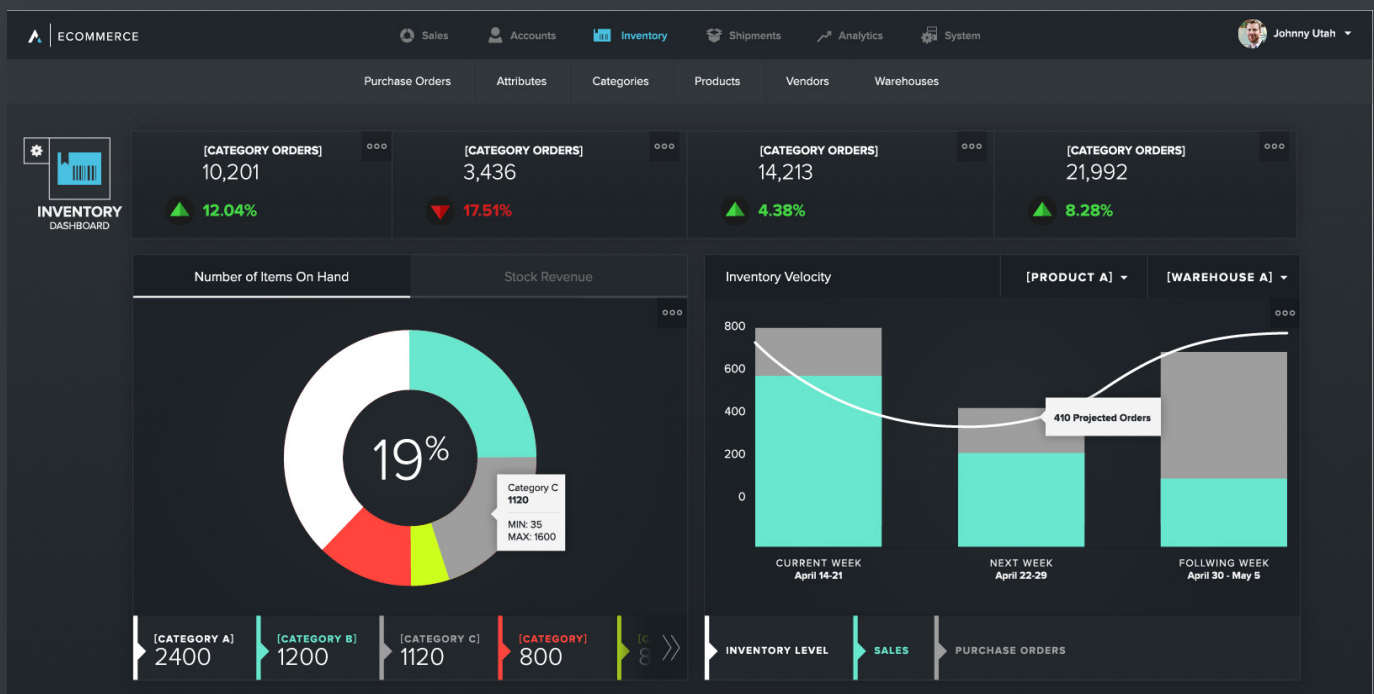 ECOMMERCE
Sales
Accounts
Inventory
Shipments
Analytics
System
Johnny Utah
Purchase Orders
Attributes
Categories
Products
Vendors
Warehouses
INVENTORY
DASHBOARD
[CATEGORY ORDERS]
10,201
12.04%
[CATEGORY ORDERS]
3,436
17.51%
[CATEGORY ORDERS]
14,213
4.38%
[CATEGORY ORDERS]
21,992
8.28%
Number of Items On Hand
Stock Revenue
19%
Category C
1120
MIN: 35
MAX: 1600
[CATEGORY A]
2400
[CATEGORY B]
1200
[CATEGORY C]
1120
[CATEGORY]
800
[C
8
Inventory Velocity
[PRODUCT A]
[WAREHOUSE A]
800
600
400
200
0
410 Projected Orders
CURRENT WEEK
April 14-21
NEXT WEEK
April 22-29
FOLLWING WEEK
April 30 - May 5
INVENTORY LEVEL
SALES
PURCHASE ORDERS